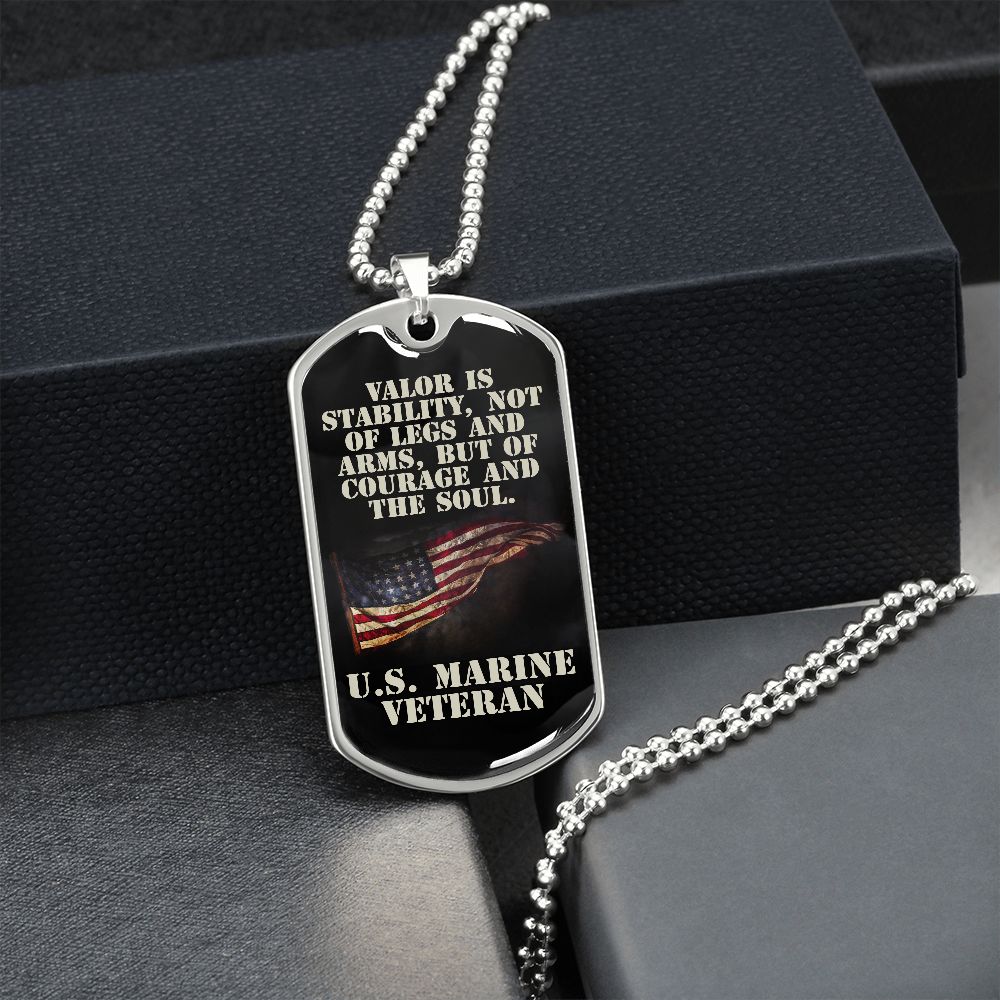 VALOR IS
STABILITY, NOT
OF LEGS AND
ARMS, BUT OF
COURAGE AND
THE SOUL.
U.S. MARINE
VETERAN